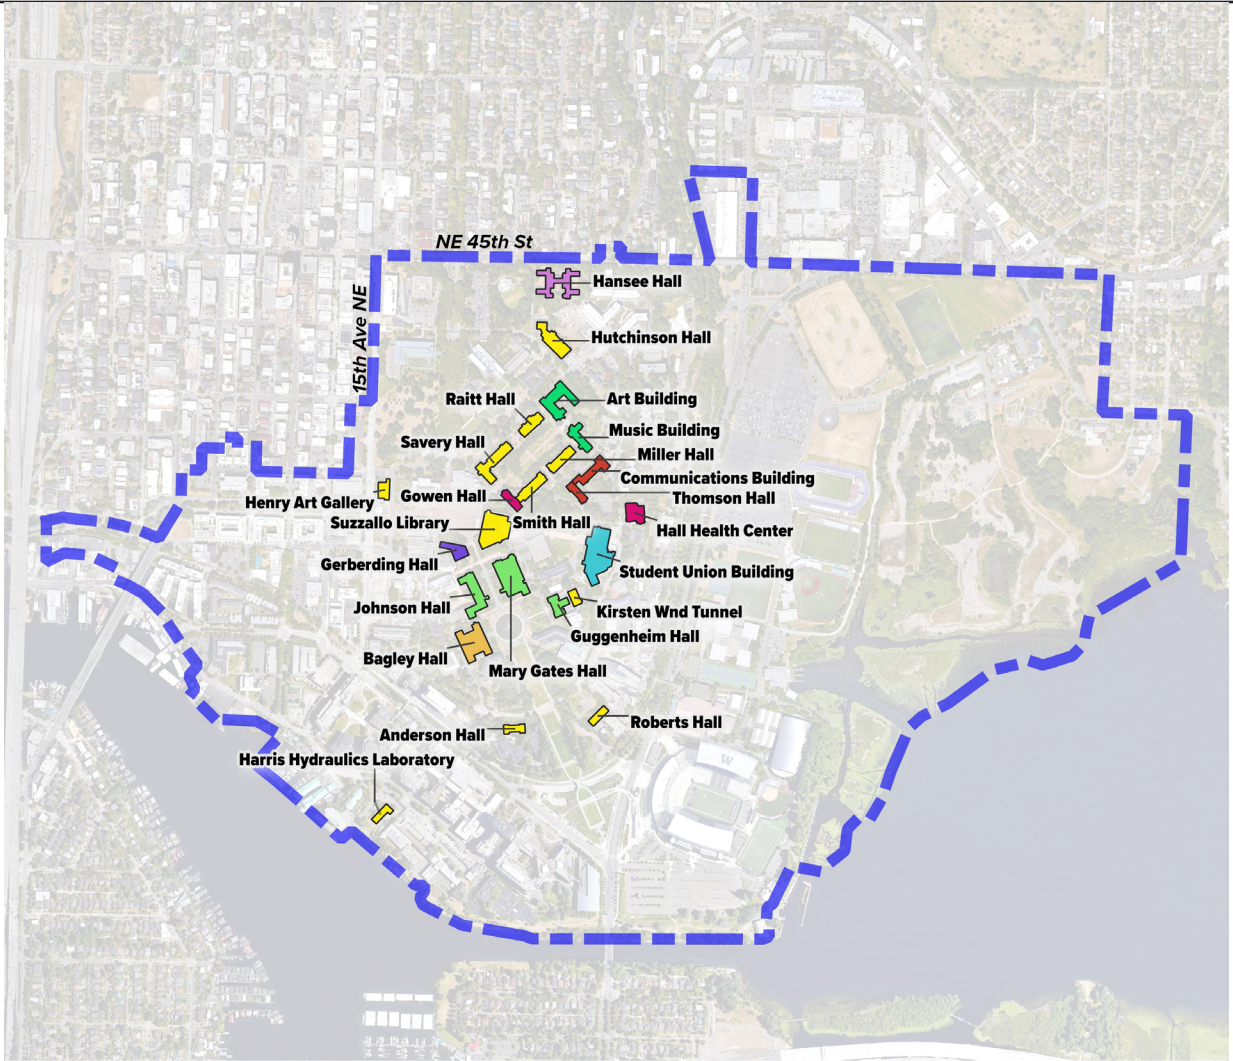 NE 45th St
15th Ave NE
Hansee Hall
Hutchinson Hall
Raitt Hall
Art Building
Music Building
Savery Hall
Miller Hall
Communications Building
Gowen Hall
Thomson Hall
Henry Art Gallery
Suzzallo Library
Smith Hall
Hall Health Center
Gerberding Hall
Student Union Building
Johnson Hall
Kirsten Wnd Tunnel
Guggenheim Hall
Bagley Hall
Mary Gates Hall
Roberts Hall
Anderson Hall
Harris Hydraulics Laboratory
W